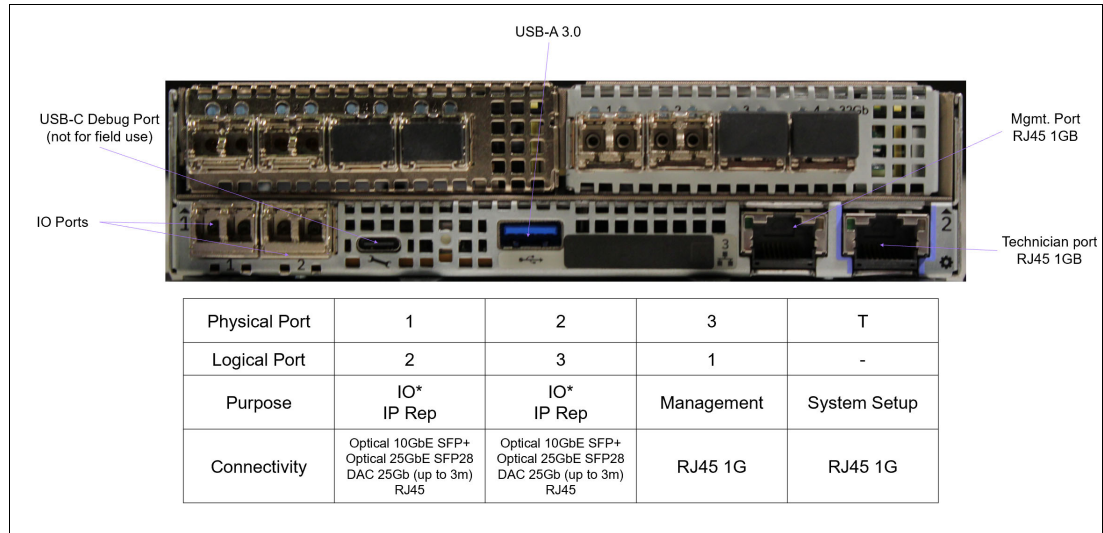 USB-A 3.0
USB-C Debug Port
(not for field use)
Mgmt. Port
RJ45 1GB
IO Ports
Technician port
RJ45 1GB
1 2 3 4 32Gb
1
2
1
2
3
Physical Port 1 2 3 T
Logical Port 2 3 1 -
Purpose IO* IO* Management System Setup
IP Rep IP Rep
Connectivity Optical 10GbE SFP+ Optical 10GbE SFP+ RJ45 1G RJ45 1G
Optical 25GbE SFP28 Optical 25GbE SFP28
DAC 25Gb (up to 3m) DAC 25Gb (up to 3m)
RJ45 RJ45